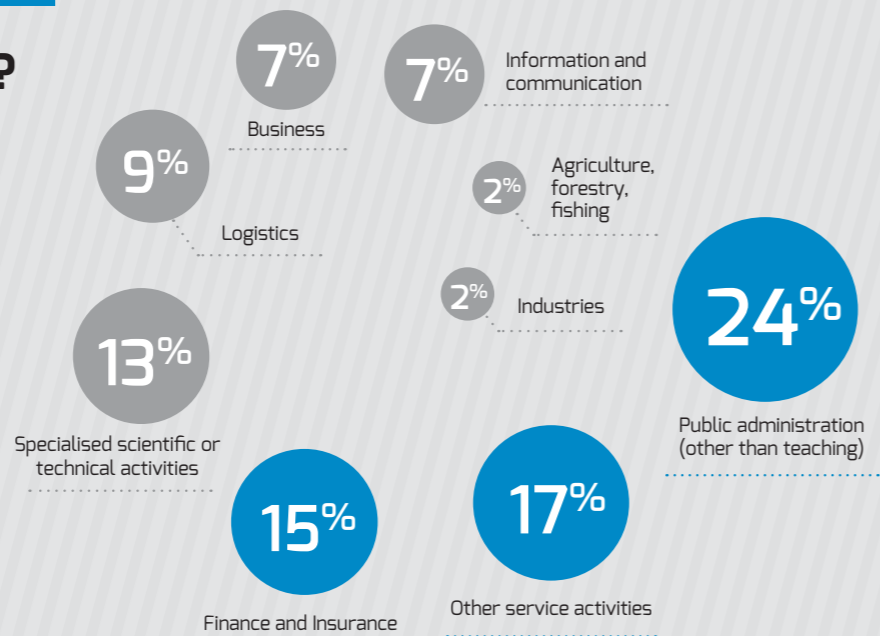 ?
7%
Business
7%
Information and
communication
9%
Logistics
2%
Agriculture,
forestry,
fishing
2%
Industries
24%
Public administration
(other than teaching)
13%
Specialised scientific or
technical activities
15%
Finance and Insurance
17%
Other service activities